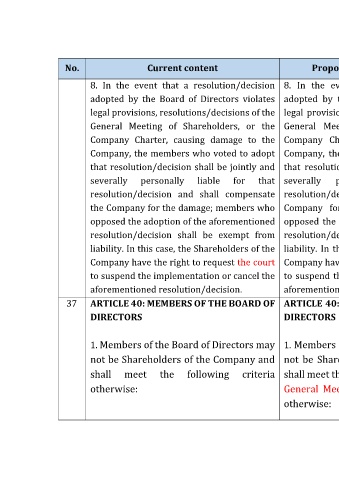 No. Current content Propo
8. In the event that a resolution/decision
adopted by the Board of Directors violates
legal provisions, resolutions/decisions of the
General Meeting of Shareholders, or the
Company Charter, causing damage to the
Company, the members who voted to adopt
that resolution/decision shall be jointly and
severally personally liable for that
resolution/decision and shall compensate
the Company for the damage; members who
opposed the adoption of the aforementioned
resolution/decision shall be exempt from
liability. In this case, the Shareholders of the
Company have the right to request the court
to suspend the implementation or cancel the
aforementioned resolution/decision.
8. In the ev
adopted by
legal provisio
General Mee
Company Ch
Company, the
that resolutio
severally
resolution/de
the Company
Company for
opposed the
resolution/de
liability. In th
Company hav
to suspend th
aforemention
37 ARTICLE 40: MEMBERS OF THE BOARD OF
DIRECTORS
1. Members of the Board of Directors may
not be Shareholders of the Company and
shall meet the following criteria
otherwise:
ARTICLE 40:
DIRECTORS
1. Members
not be Share
shall meet th
General Mee
otherwise: